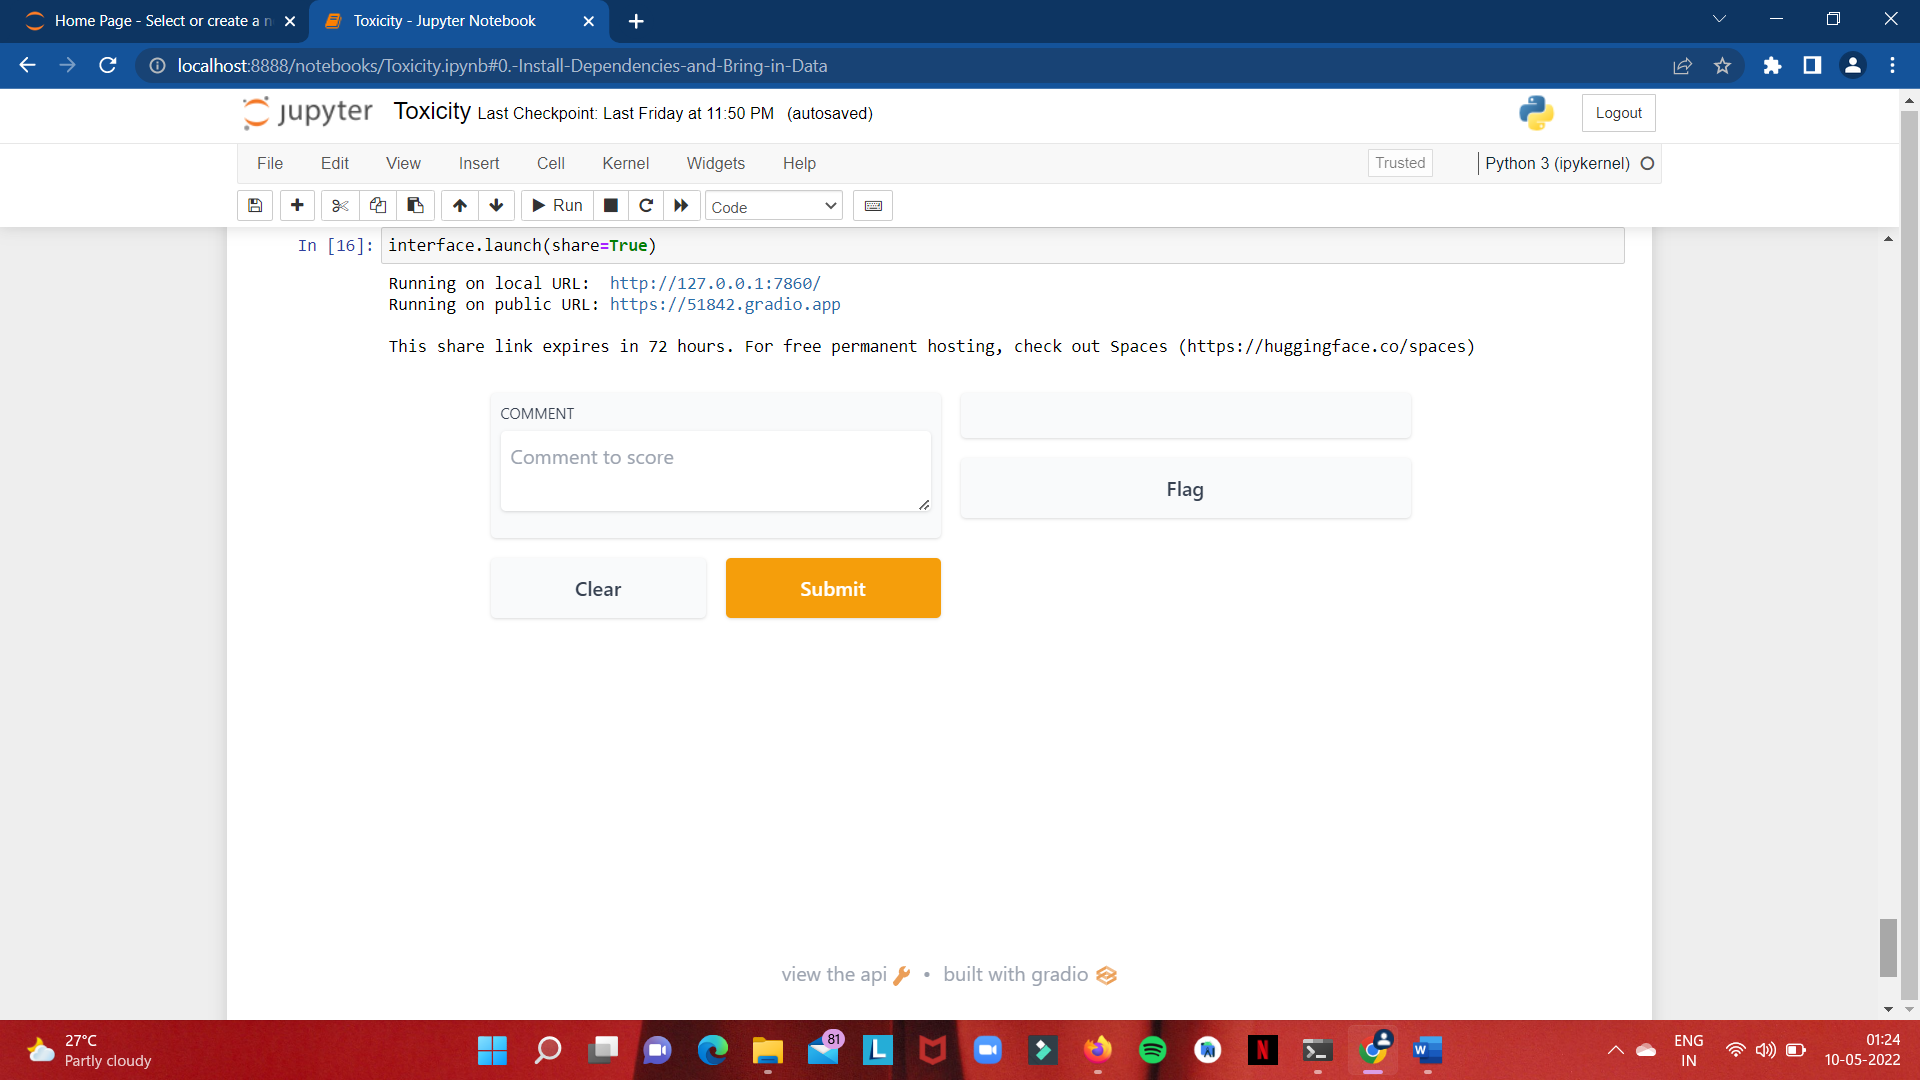 Home Page - Select or create a n
Toxicity - Jupyter Notebook
localhost:8888/notebooks/Toxicity.ipynb#0.-Install-Dependencies-and-Bring-in-Data
jupyter Toxicity Last Checkpoint: Last Friday at 11:50 PM (autosaved)
Logout
File Edit View Insert Cell Kernel Widgets Help
Trusted
Python 3 (ipykernel)
Run
Code
In [16]: interface.launch(share=True)
Running on local URL: http://127.0.0.1:7860/
Running on public URL: https://51842.gradio.app
This share link expires in 72 hours. For free permanent hosting, check out Spaces (https://huggingface.co/spaces)
COMMENT
Comment to score
Flag
Clear
Submit
view the api • built with gradio
27°C
Partly cloudy
81
L
N
W
ENG
IN
01:24
10-05-2022